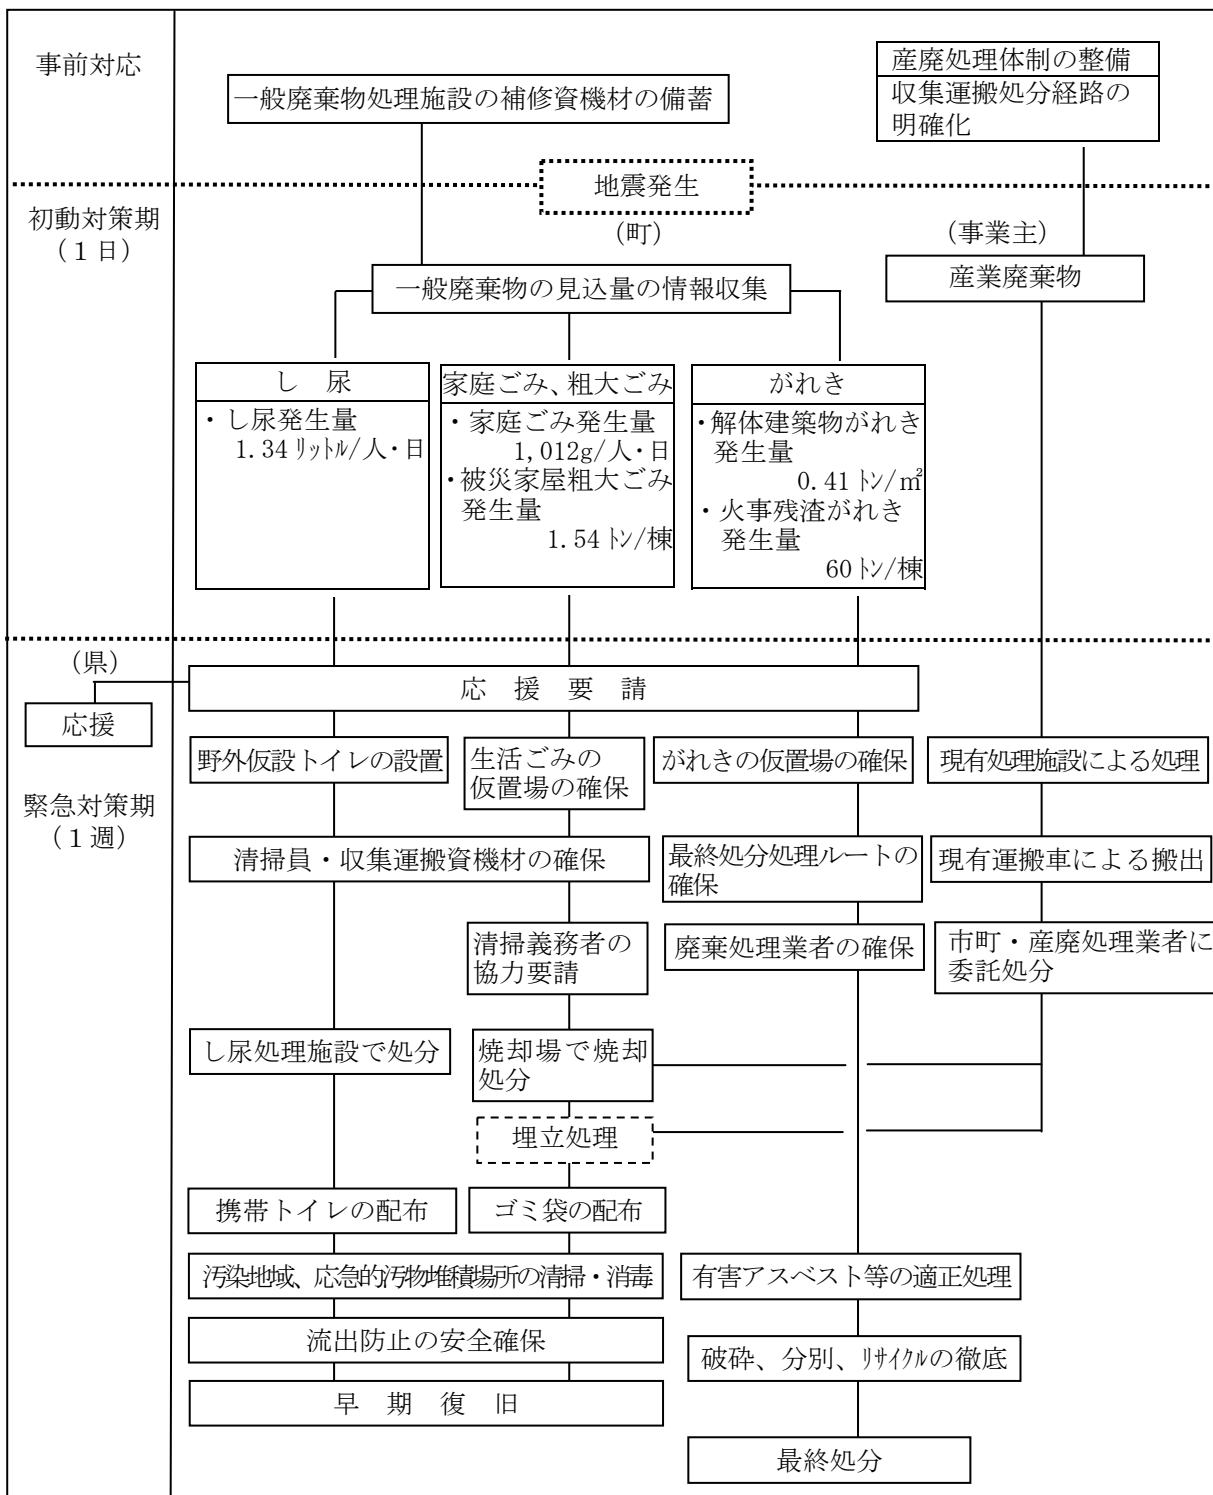 事前対応
一般廃棄物処理施設の補修資機材の備蓄
産廃処理体制の整備
収集運搬処分経路の
明確化
地震発生
初動対策期
(１日)
(町)
(事業主)
一般廃棄物の見込量の情報収集
産業廃棄物
し　尿
・し尿発生量
1.34㍑/人・日
家庭ごみ、粗大ごみ
・家庭ごみ発生量
1,012g/人・日
・被災家屋粗大ごみ
発生量
1.54㌧/棟
がれき
・解体建築物がれき
発生量
0.41㌧/㎡
・火事残渣がれき
発生量
60㌧/棟
(県)
応援
応　援　要　請
緊急対策期
(１週)
野外仮設トイレの設置
生活ごみの
仮置場の確保
がれきの仮置場の確保
現有処理施設による処理
清掃員・収集運搬資機材の確保
最終処分処理ルートの
確保
現有運搬車による搬出
清掃義務者の
協力要請
廃棄処理業者の確保
市町・産廃処理業者に
委託処分
し尿処理施設で処分
焼却場で焼却
処分
埋立処理
携帯トイレの配布
ゴミ袋の配布
汚染地域、応急的汚物堆積場所の清掃・消毒
有害アスベスト等の適正処理
流出防止の安全確保
破砕、分別、ﾘｻｲｸﾙの徹底
早　期　復　旧
最終処分